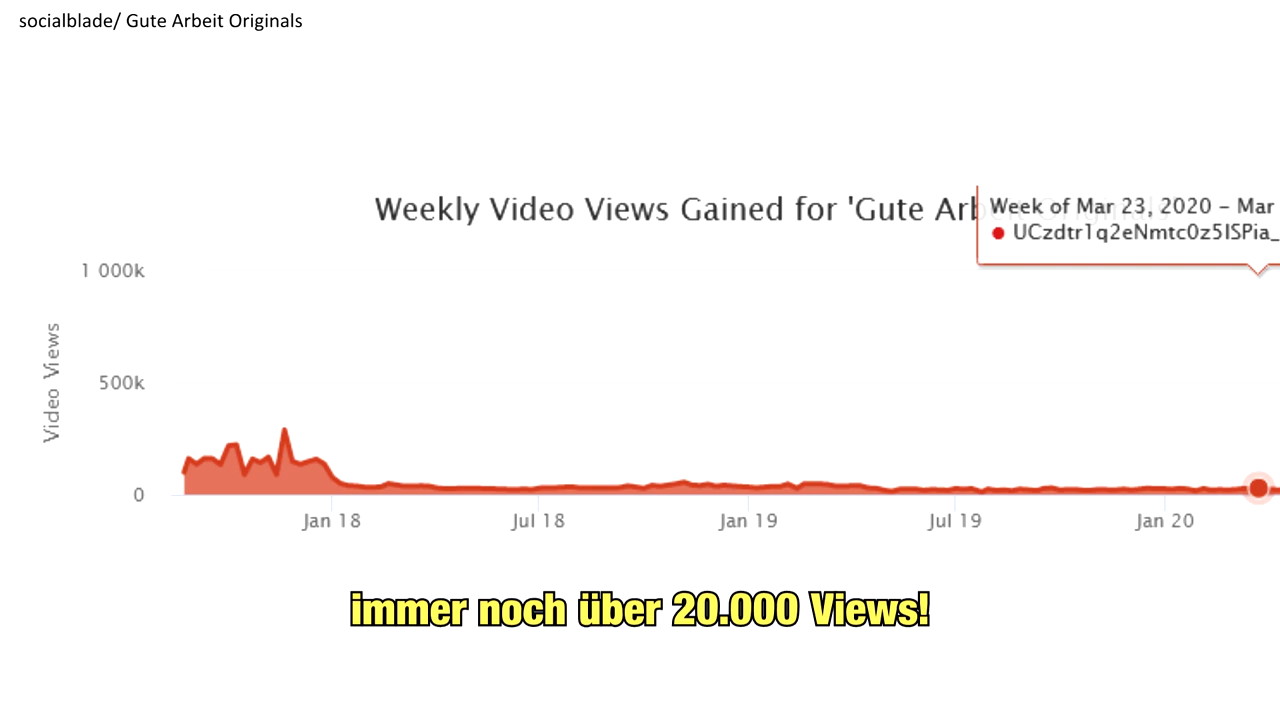 socialblade/ Gute Arbeit Originals
Weekly Video Views Gained for 'Gute Arb
Week of Mar 23, 2020 – Mar
UCzdtr1q2eNmtc0z5ISPia_
1 000k
500k
0
Video Views
Jan 18
Jul 18
Jan 19
Jul 19
Jan 20
immer noch über 20.000 Views!